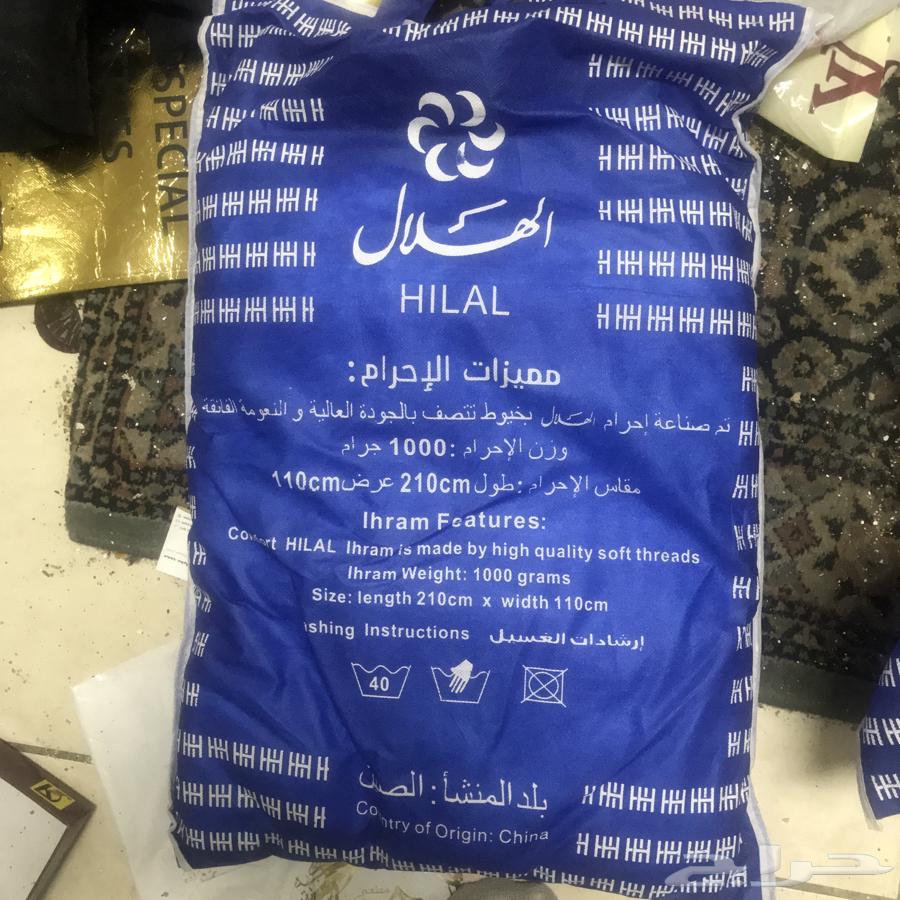 SPECIAL
الهلال
HILAL
مميزات الإحرام:
تم صناعة إحرام الهلال بخيوط تتصف بالجودة العالية و النعومة الفائقة
وزن الإحرام :1000 جرام
مقاس الإحرام :طول 210cm عرض 110cm
Ihram Features:
HILAL Ihram is made by high quality soft threads
Ihram Weight: 1000 grams
Size: length 210cm x width 110cm
Instructions إرشادات الغسيل
40
بلد المنشأ: الصين
Country of Origin: China
حراج